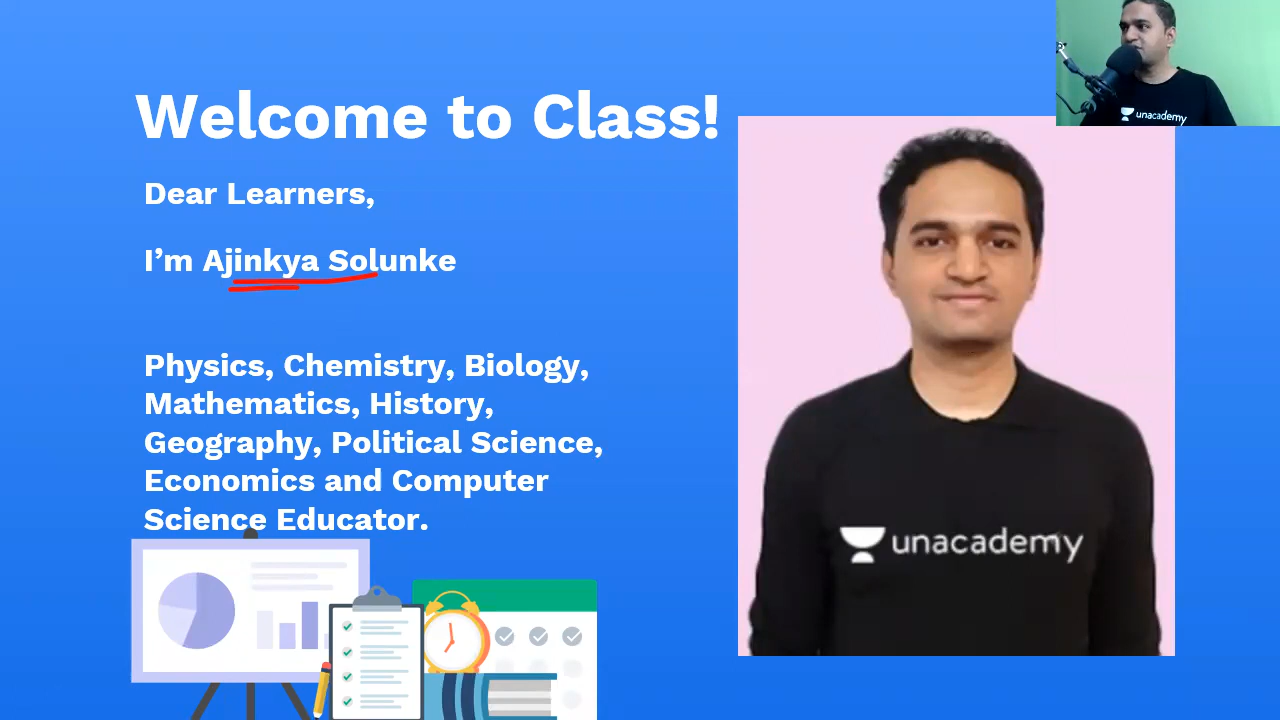 Welcome to Class!
Dear Learners,
I’m Ajinkya Solunke
Physics, Chemistry, Biology,
Mathematics, History,
Geography, Political Science,
Economics and Computer
Science Educator.
unacademy
unacademy